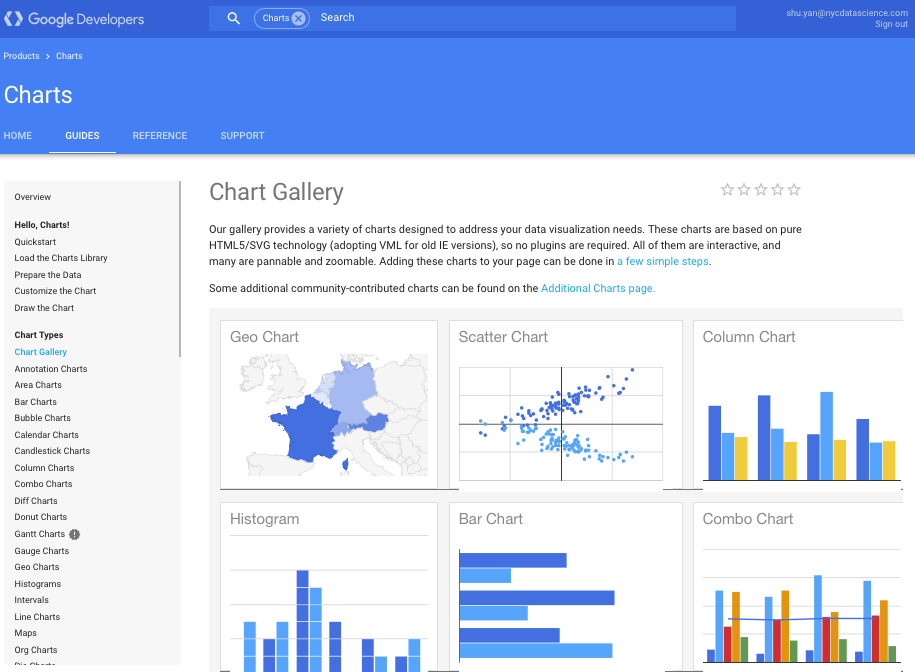 Google Developers
Charts
Search
shu.yan@nycdatascience.com
Sign out
Products > Charts
Charts
HOME GUIDES REFERENCE SUPPORT
Overview
Hello, Charts!
Quickstart
Load the Charts Library
Prepare the Data
Customize the Chart
Draw the Chart
Chart Types
Chart Gallery
Annotation Charts
Area Charts
Bar Charts
Bubble Charts
Calendar Charts
Candlestick Charts
Column Charts
Combo Charts
Diff Charts
Donut Charts
Gantt Charts
Gauge Charts
Geo Charts
Histograms
Intervals
Line Charts
Maps
Org Charts
Chart Gallery
Our gallery provides a variety of charts designed to address your data visualization needs. These charts are based on pure
HTML5/SVG technology (adopting VML for old IE versions), so no plugins are required. All of them are interactive, and
many are pannable and zoomable. Adding these charts to your page can be done in a few simple steps.
Some additional community-contributed charts can be found on the Additional Charts page.
Geo Chart
Scatter Chart
Column Chart
Histogram
Bar Chart
Combo Chart